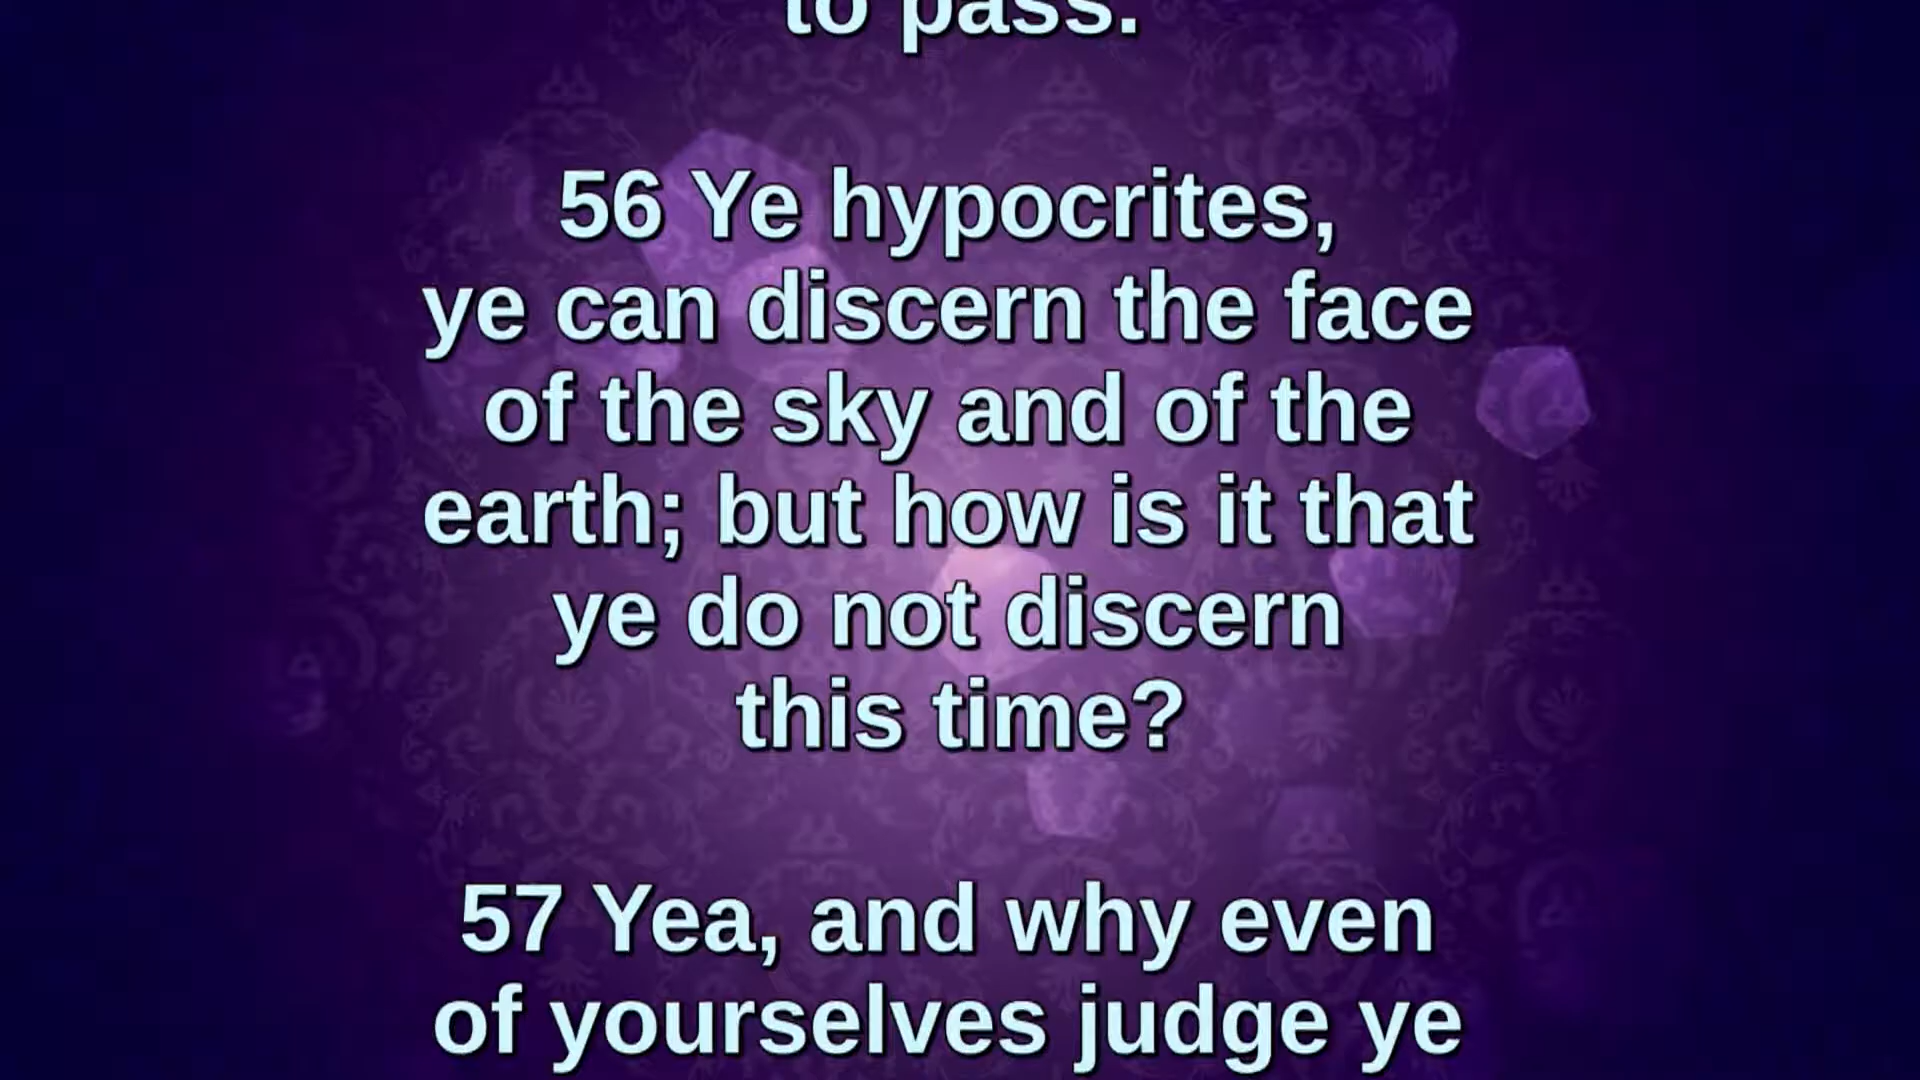 to pass.
56 Ye hypocrites,
ye can discern the face
of the sky and of the
earth; but how is it that
ye do not discern
this time?
57 Yea, and why even
of yourselves judge ye